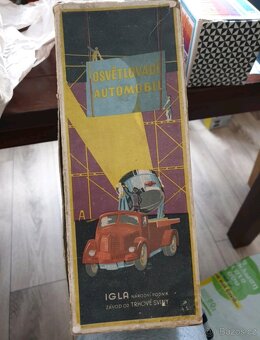 OSVĚTLOVACÍ
AUTOMOBIL
IGLA NÁRODNÍ PODNIK
ZÁVOD 02 TRHOVÉ SVINY